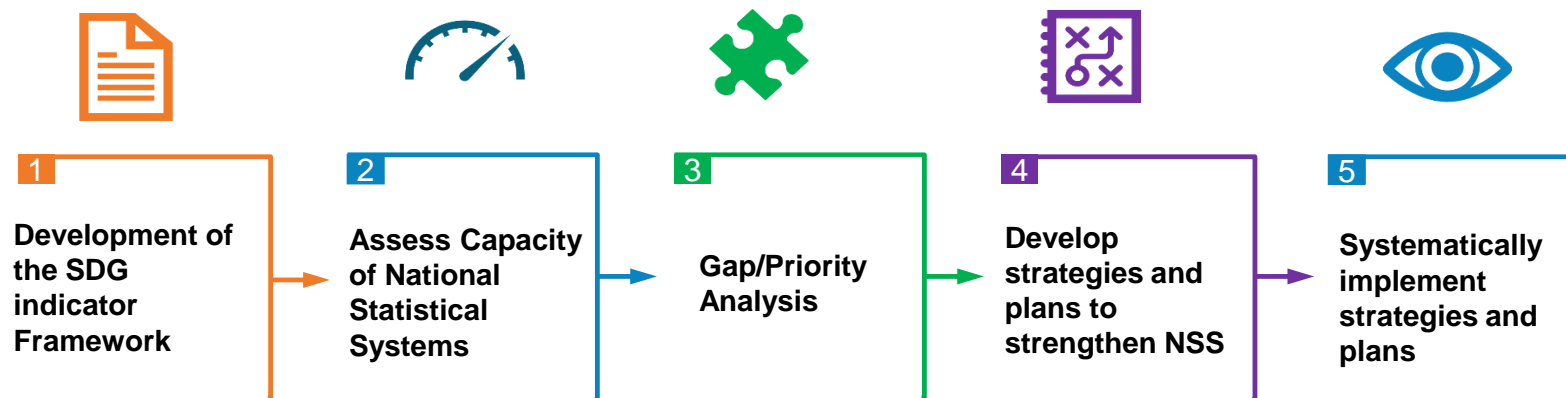 1
Development of
the SDG
indicator
Framework
2
Assess Capacity
of National
Statistical
Systems
3
Gap/Priority
Analysis
4
Develop
strategies and
plans to
strengthen NSS
5
Systematically
implement
strategies and
plans